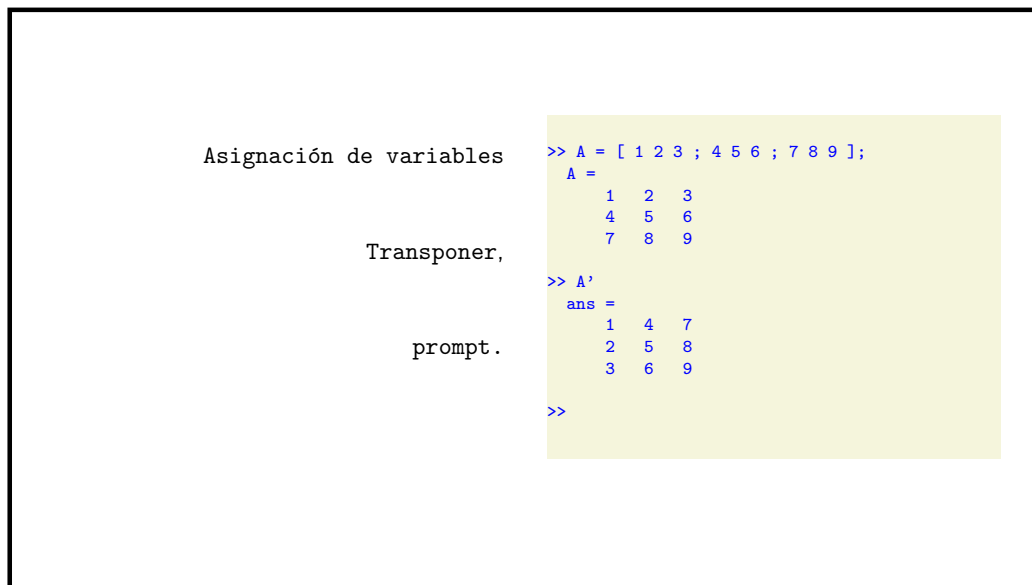 Asignación de variables
Transponer,
prompt.
>> A = [ 1 2 3 ; 4 5 6 ; 7 8 9 ];
A =
1 2 3
4 5 6
7 8 9
>> A’
ans =
1 4 7
2 5 8
3 6 9
>>